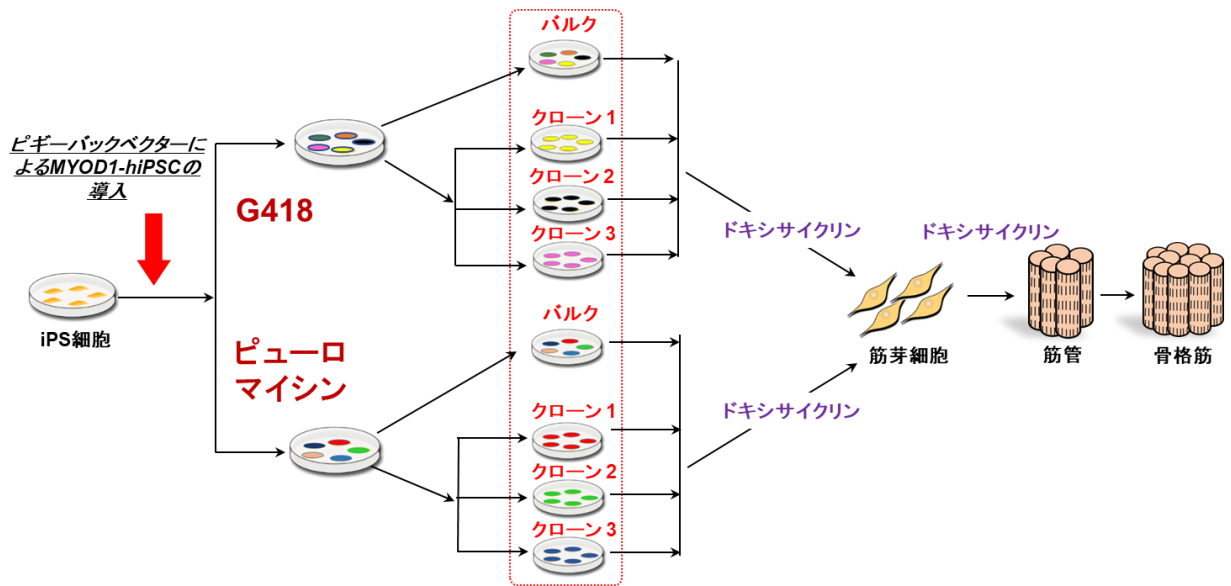 ピギーバックベクターに
よるMYOD1-hiPSCの
導入
iPS細胞
G418
ピューロ
マイシン
バルク
クローン 1
クローン 2
クローン 3
バルク
クローン 1
クローン 2
クローン 3
ドキシサイクリン
ドキシサイクリン
ドキシサイクリン
筋芽細胞
筋管
骨格筋